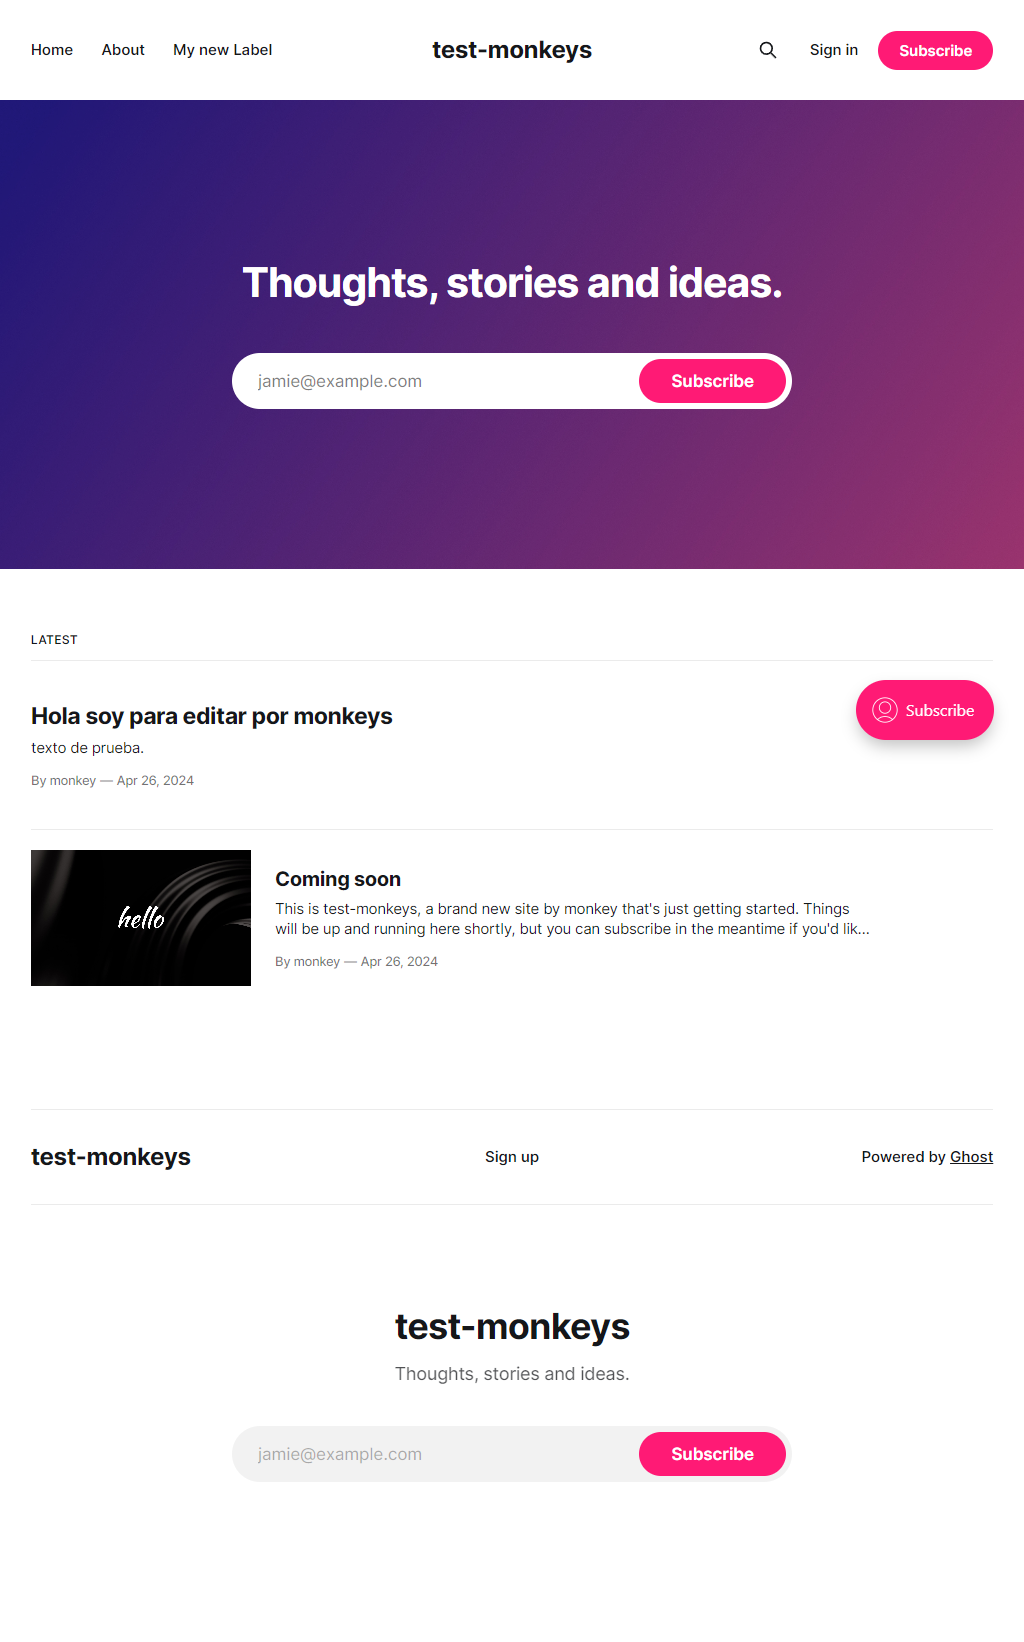 Home About My new Label test-monkeys Sign in Subscribe
Thoughts, stories and ideas.
jamie@example.com Subscribe
LATEST
Hola soy para editar por monkeys
texto de prueba.
By monkey — Apr 26, 2024
Subscribe
hello
Coming soon
This is test-monkeys, a brand new site by monkey that's just getting started. Things
will be up and running here shortly, but you can subscribe in the meantime if you'd lik...
By monkey — Apr 26, 2024
test-monkeys Sign up Powered by Ghost
test-monkeys
Thoughts, stories and ideas.
jamie@example.com Subscribe